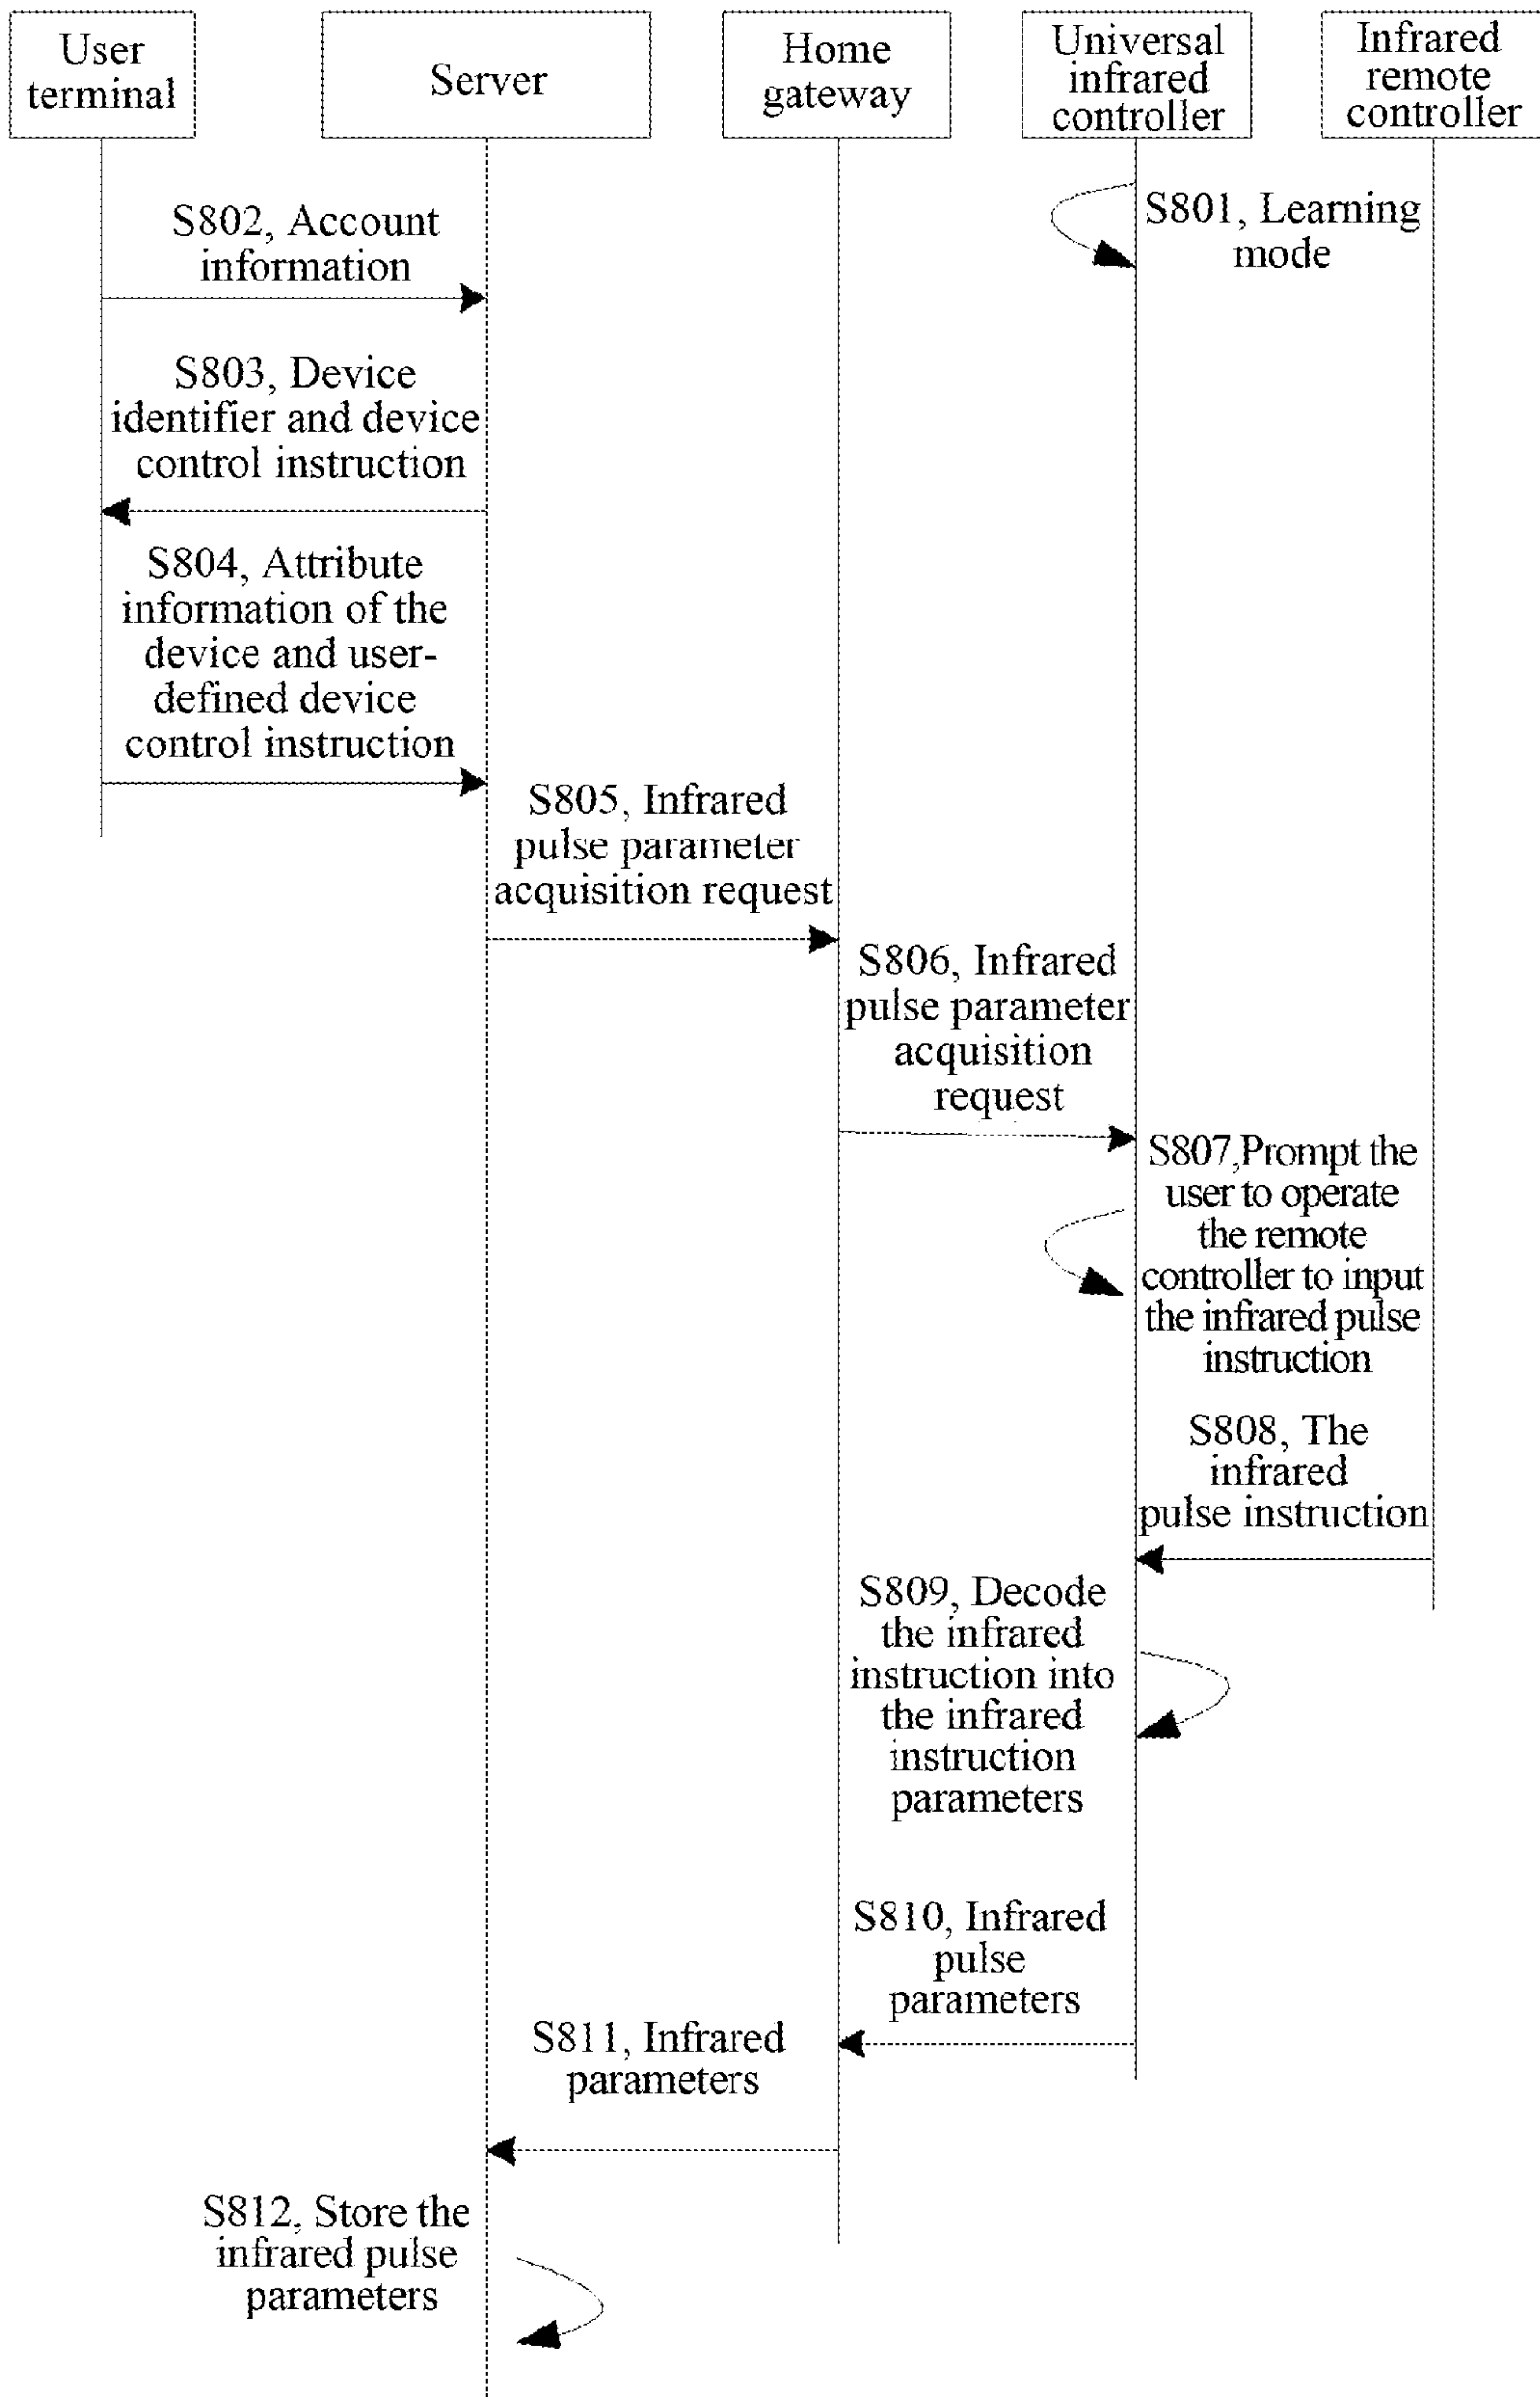 User
terminal
Server
Home
gateway
Universal
infrared
controller
Infrared
remote
controller
S801, Learning
mode
S802, Account
information
S803, Device
identifier and device
control instruction
S804, Attribute
information of the
device and user-
defined device
control instruction
S805, Infrared
pulse parameter
acquisition request
S806, Infrared
pulse parameter
acquisition
request
S807,Prompt the
user to operate
the remote
controller to input
the infrared pulse
instruction
S808, The
infrared
pulse instruction
S809, Decode
the infrared
instruction into
the infrared
instruction
parameters
S810, Infrared
pulse
parameters
S811, Infrared
parameters
S812, Store the
infrared pulse
parameters